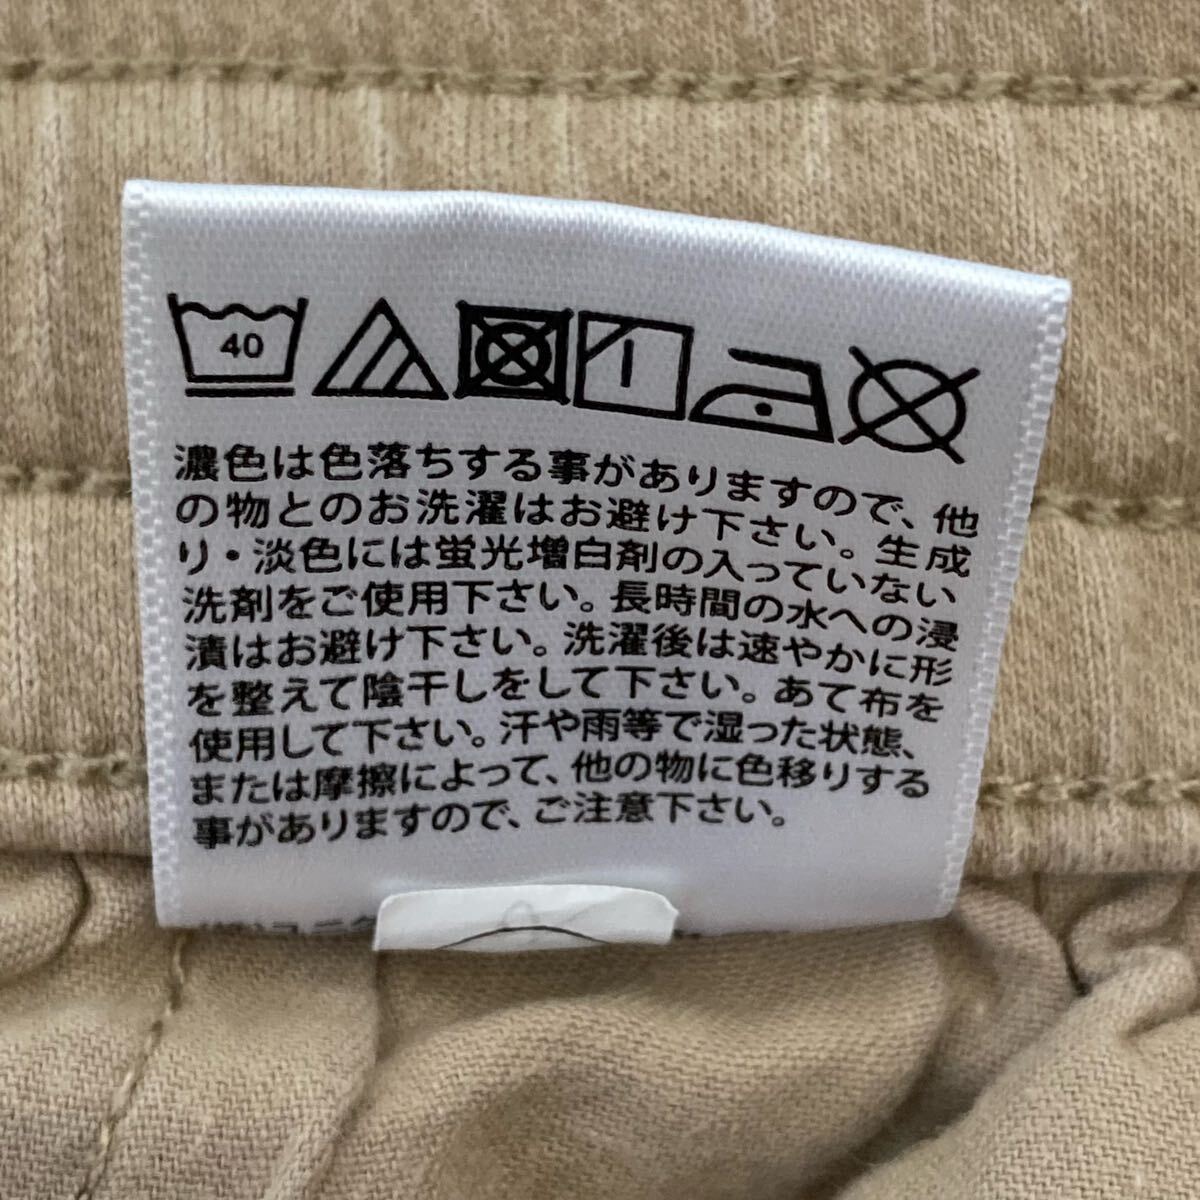 40
濃色は色落ちする事がありますので、他
の物とのお洗濯はお避け下さい。生成
り・淡色には蛍光増白剤の入っていない
洗剤をご使用下さい。長時間の水への浸
漬はお避け下さい。洗濯後は速やかに形
を整えて陰干しをして下さい。あて布を
使用して下さい。汗や雨等で湿った状態、
または摩擦によって、他の物に色移りする
事がありますので、ご注意下さい。